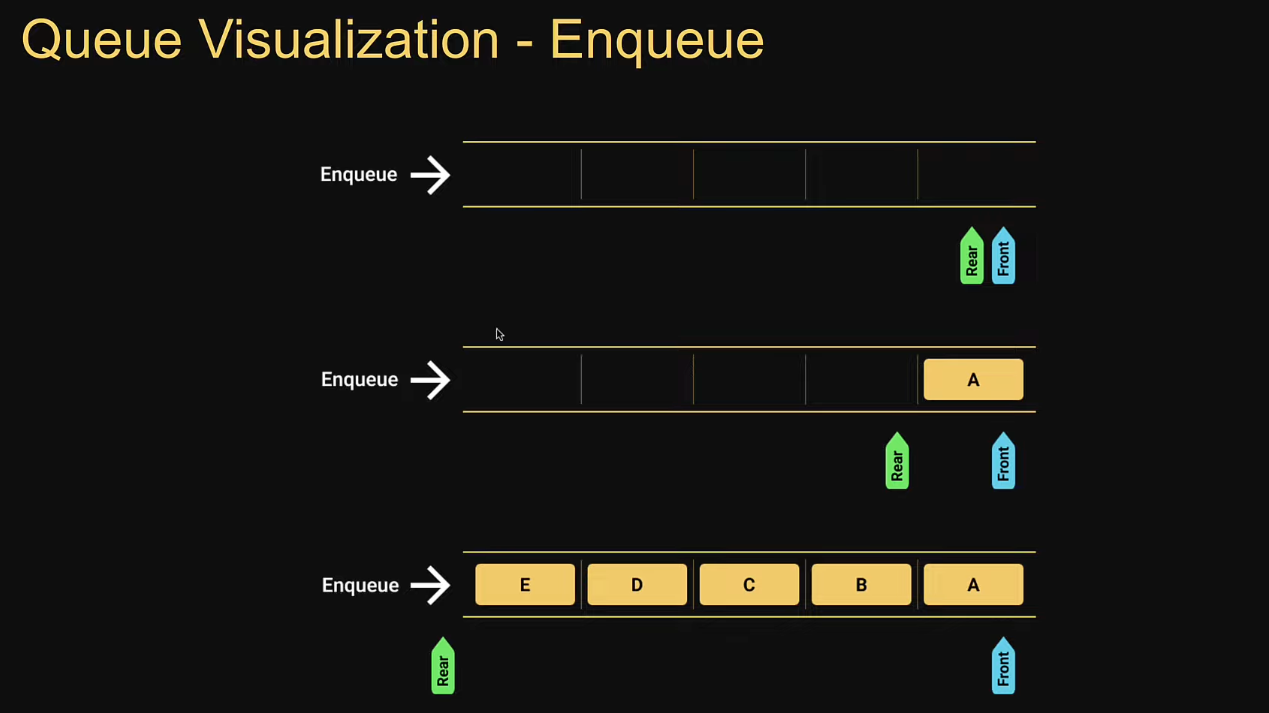 Queue Visualization - Enqueue
Enqueue
Rear Front
Enqueue A
Rear Front
Enqueue E D C B A
Rear Front